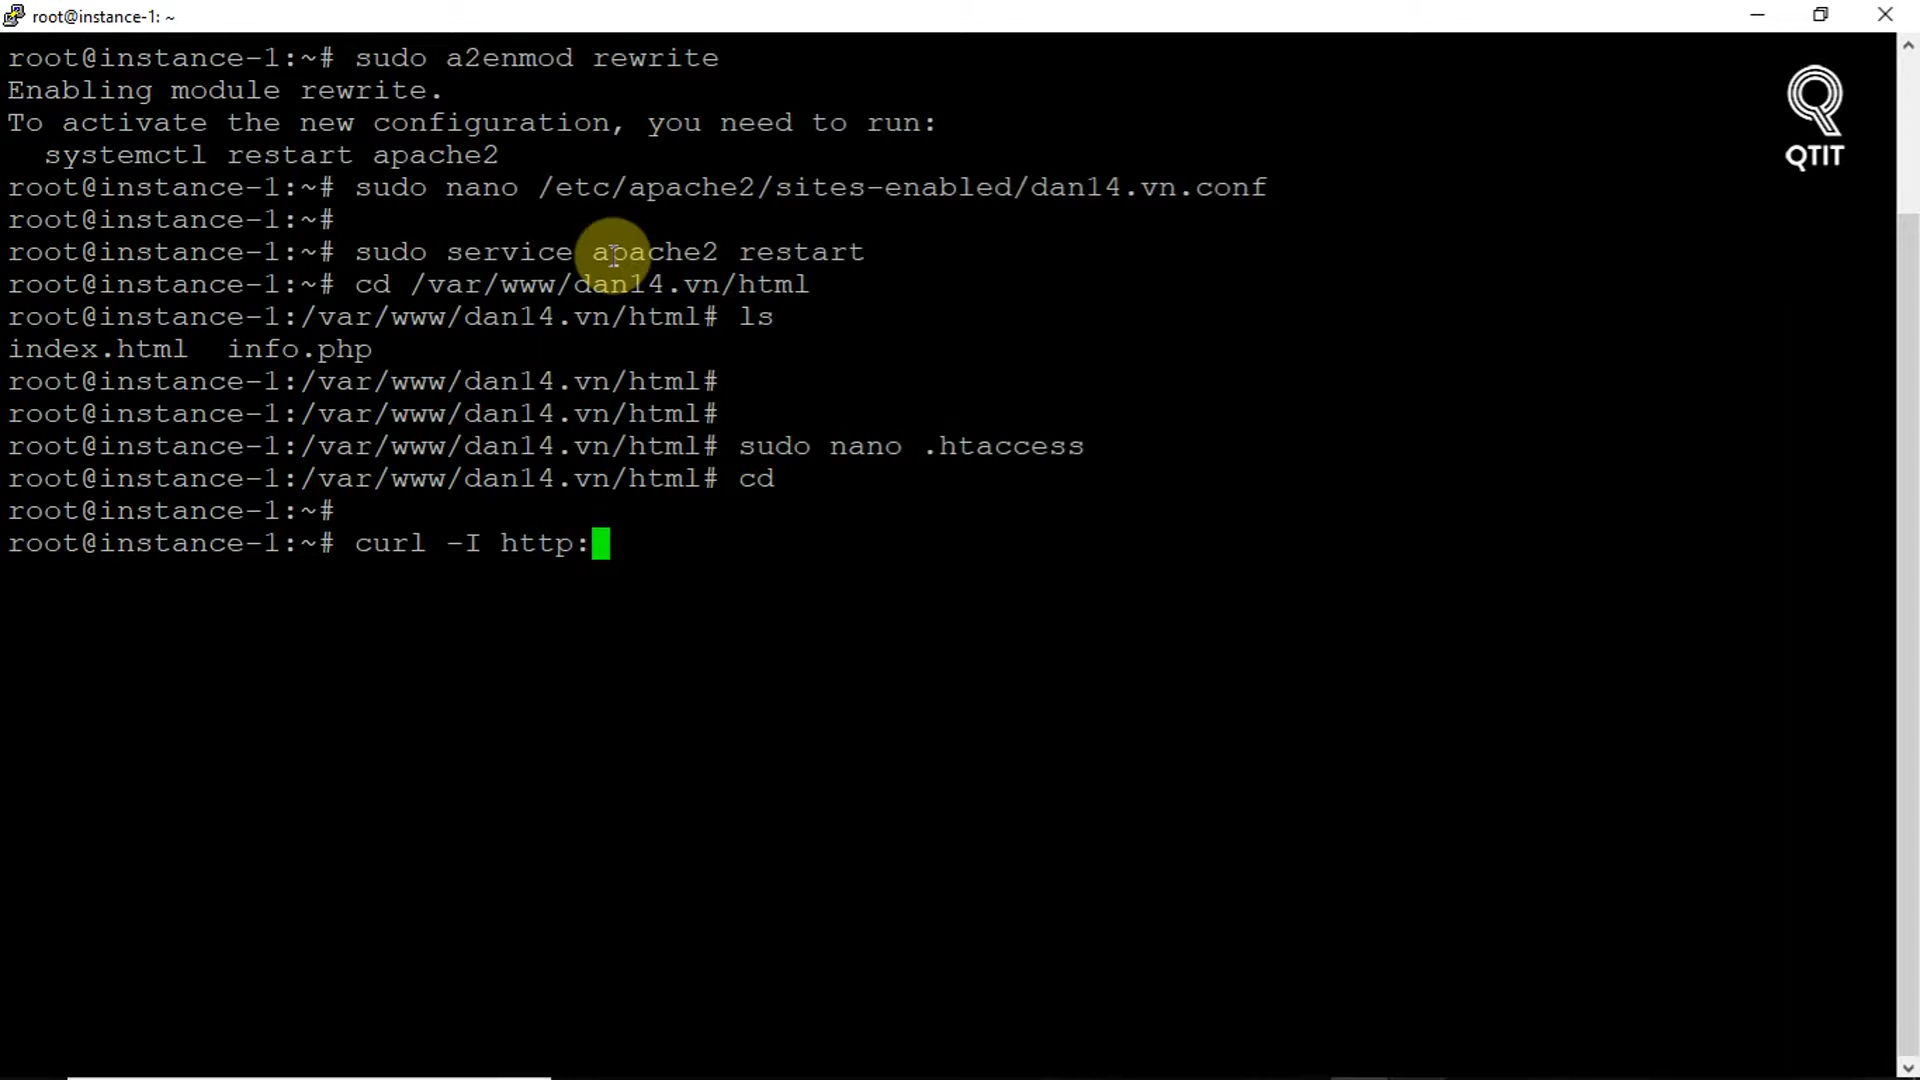 root@instance-1: ~
root@instance-1:~# sudo a2enmod rewrite
Enabling module rewrite.
To activate the new configuration, you need to run:
  systemctl restart apache2
root@instance-1:~# sudo nano /etc/apache2/sites-enabled/dan14.vn.conf
root@instance-1:~#
root@instance-1:~# sudo service apache2 restart
root@instance-1:~# cd /var/www/dan14.vn/html
root@instance-1:/var/www/dan14.vn/html# ls
index.html  info.php
root@instance-1:/var/www/dan14.vn/html#
root@instance-1:/var/www/dan14.vn/html#
root@instance-1:/var/www/dan14.vn/html# sudo nano .htaccess
root@instance-1:/var/www/dan14.vn/html# cd
root@instance-1:~#
root@instance-1:~# curl -I http:
QTIT